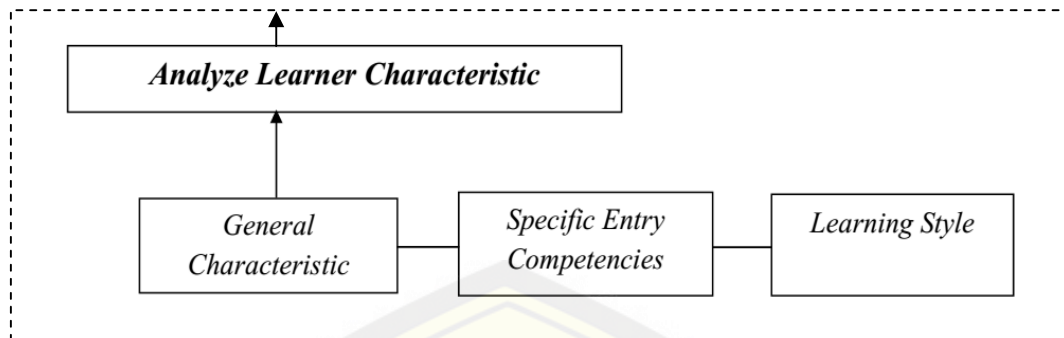 Analyze Learner Characteristic
General
Characteristic
Specific Entry
Competencies
Learning Style